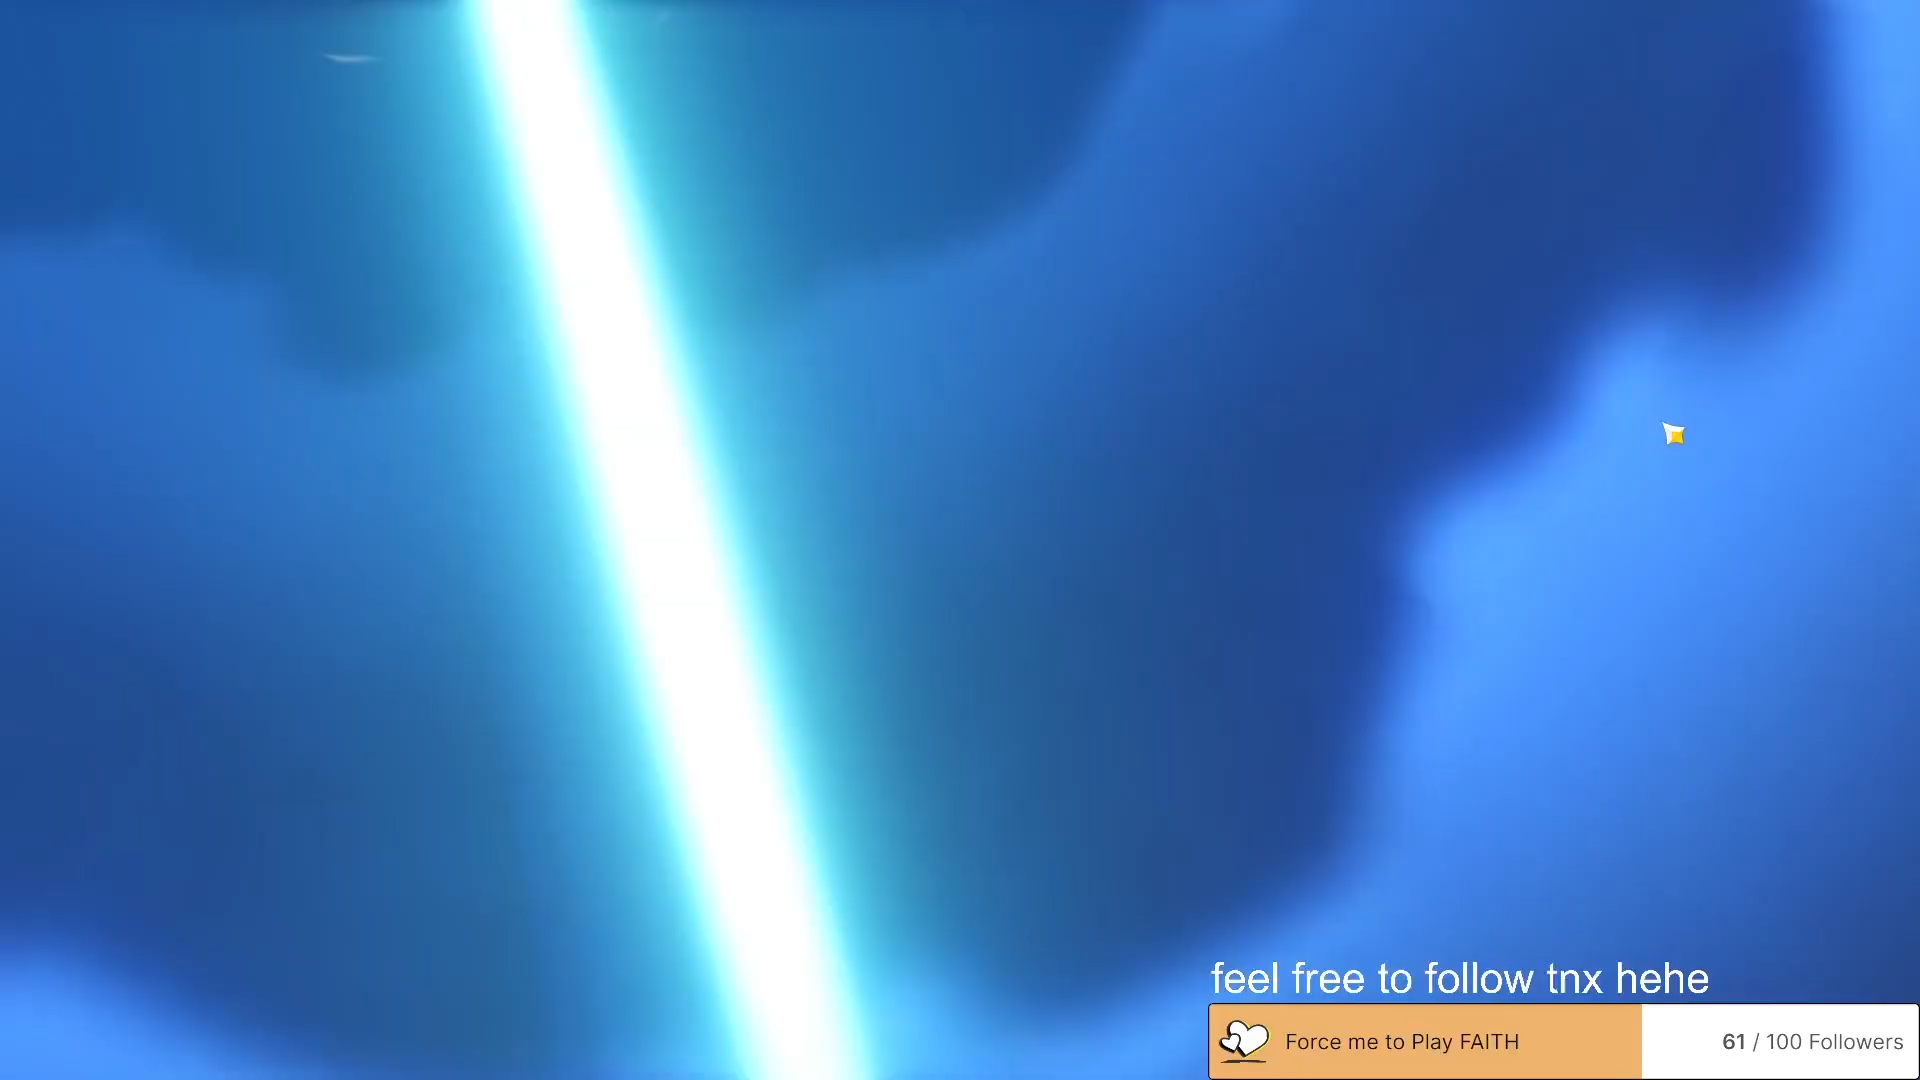 feel free to follow tnx hehe
Force me to Play FAITH 61 / 100 Followers